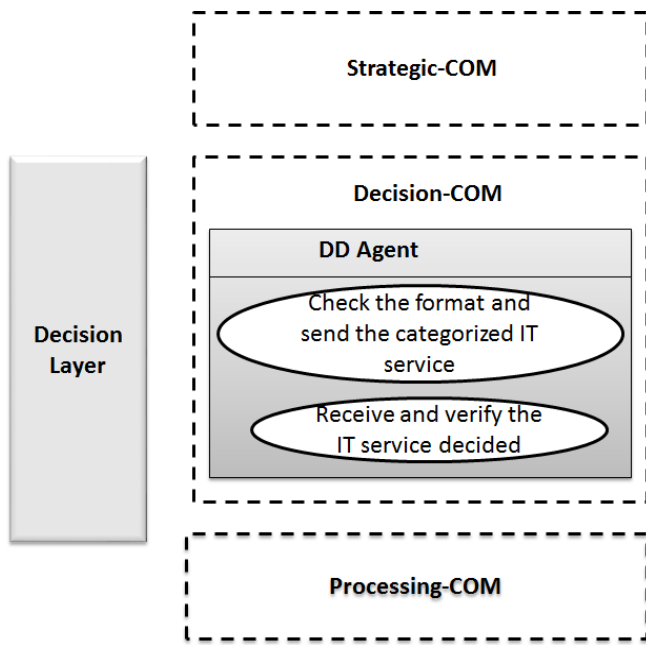 Strategic-COM
Decision-COM
DD Agent
Check the format and
send the categorized IT
service
Receive and verify the
IT service decided
Decision
Layer
Processing-COM